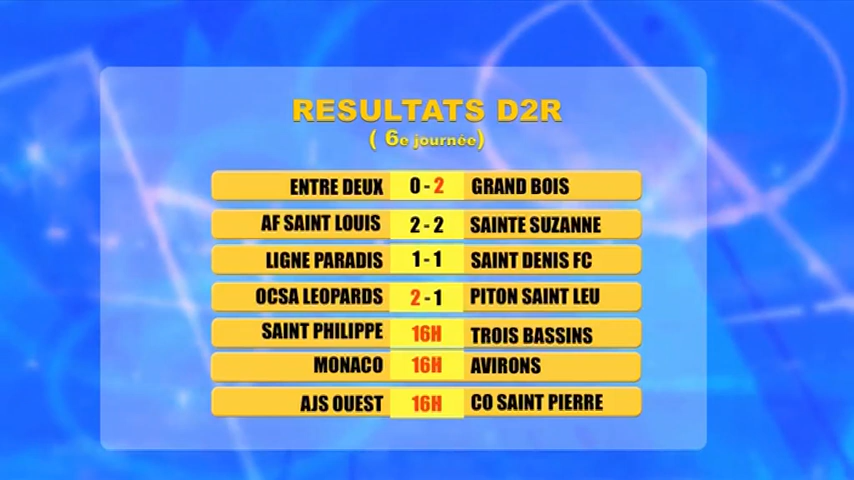 RESULTATS D2R
( 6e journée)
ENTRE DEUX 0 - 2 GRAND BOIS
AF SAINT LOUIS 2 - 2 SAINTE SUZANNE
LIGNE PARADIS 1 - 1 SAINT DENIS FC
OCSA LEOPARDS 2 - 1 PITON SAINT LEU
SAINT PHILIPPE 16H TROIS BASSINS
MONACO 16H AVIRONS
AJS OUEST 16H CO SAINT PIERRE